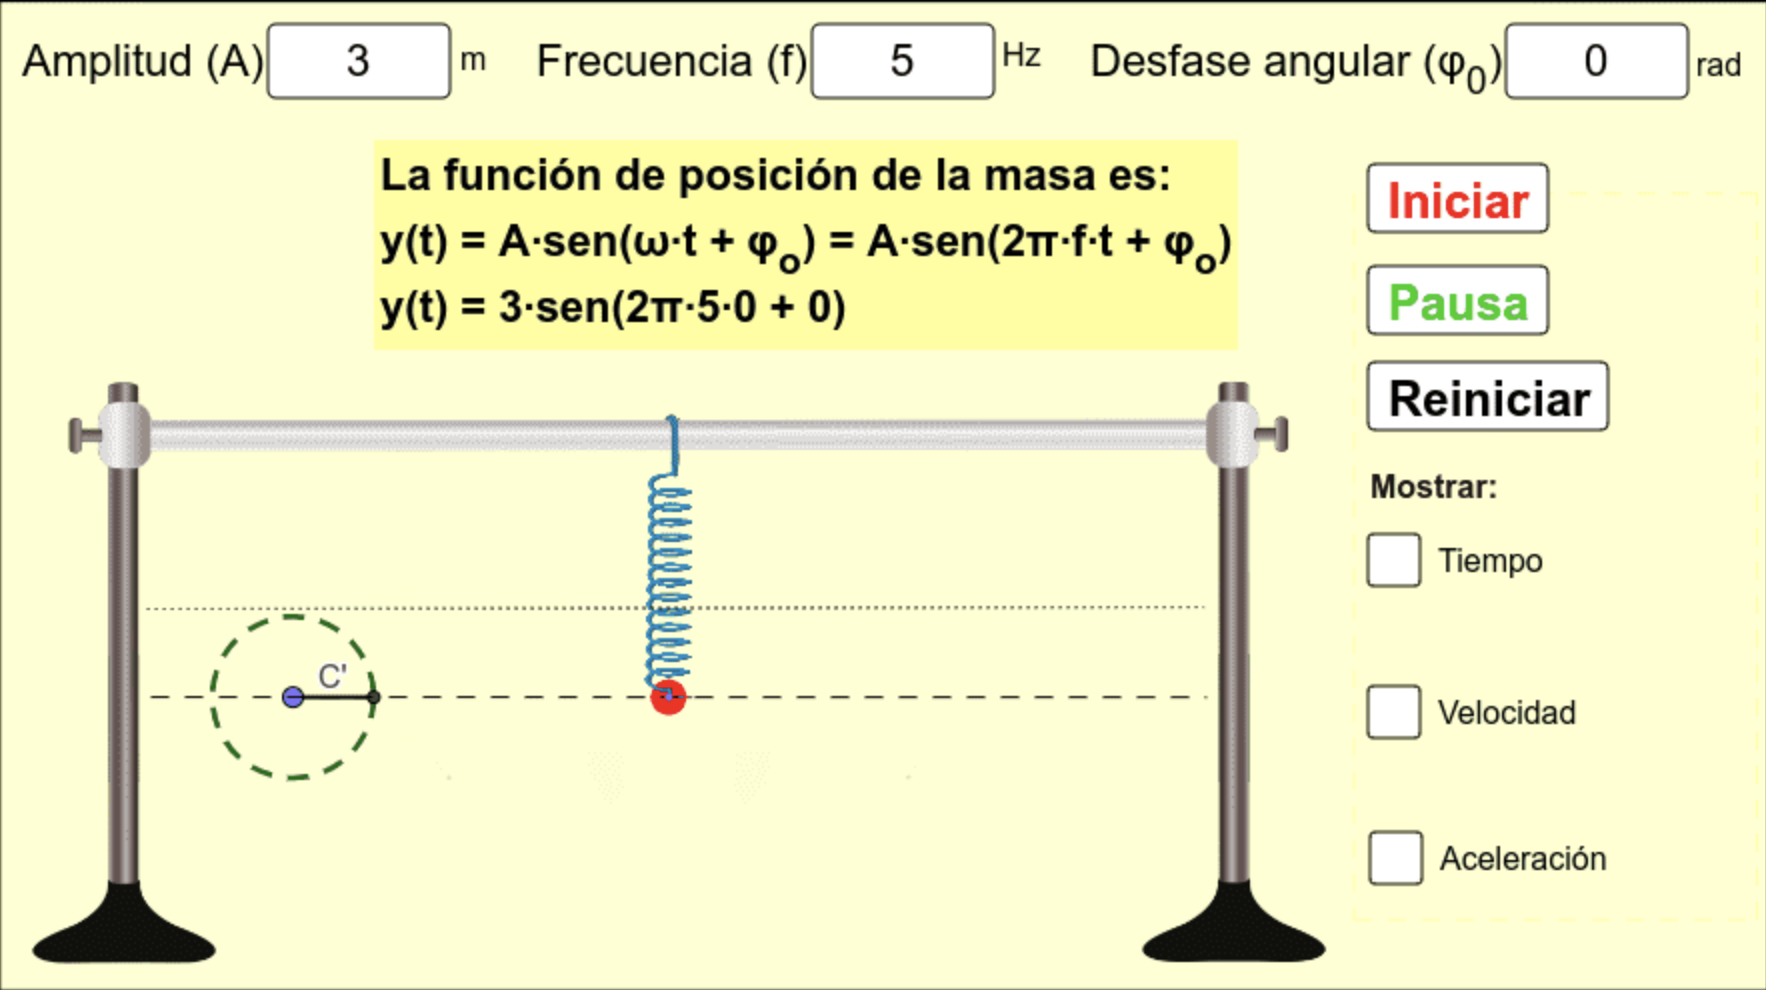 Amplitud (A) 3 m Frecuencia (f) 5 Hz Desfase angular (φ₀) 0 rad
La función de posición de la masa es:
y(t) = A·sen(ω·t + φₒ) = A·sen(2π·f·t + φₒ)
y(t) = 3·sen(2π·5·0 + 0)
Iniciar
Pausa
Reiniciar
Mostrar:
Tiempo
C'
Velocidad
Aceleración